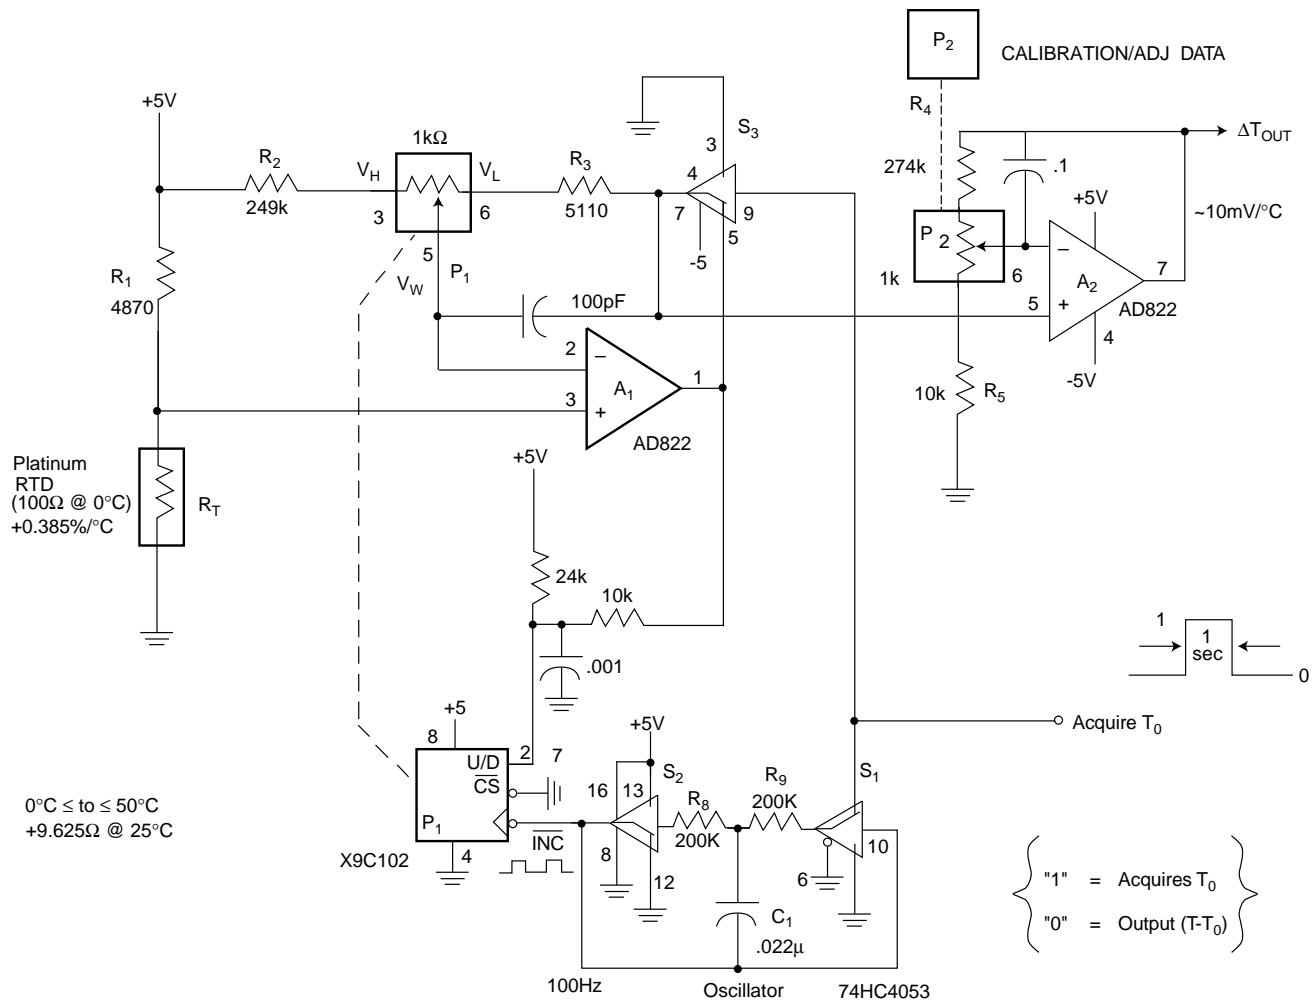 P2
CALIBRATION/ADJ DATA
R4
+5V
1kΩ
S3
3
ΔTOUT
R2
249k
VH
VL
3
6
R3
5110
4
7
9
5
-5
274k
.1
+5V
~10mV/°C
P2
1k
6
–
A2
7
5
+
AD822
4
-5V
5
P1
VW
R1
4870
100pF
2
–
A1
1
3
+
AD822
10k
R5
Platinum
RTD
(100Ω @ 0°C)
+0.385%/°C
RT
+5V
24k
10k
.001
1
1
sec
0
Acquire T0
+5
8
2
7
U/D
CS
P1
INC
4
X9C102
+5V
16
13
S2
8
12
R8
200K
R9
200K
S1
10
6
C1
.022µ
100Hz
Oscillator
74HC4053
0°C ≤ to ≤ 50°C
+9.625Ω @ 25°C
"1" = Acquires T0
"0" = Output (T-T0)